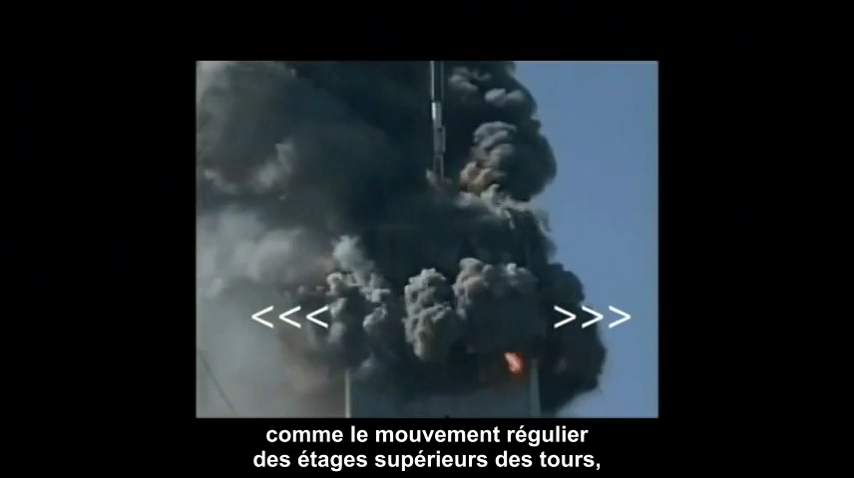 <<< >>>
comme le mouvement régulier
des étages supérieurs des tours,